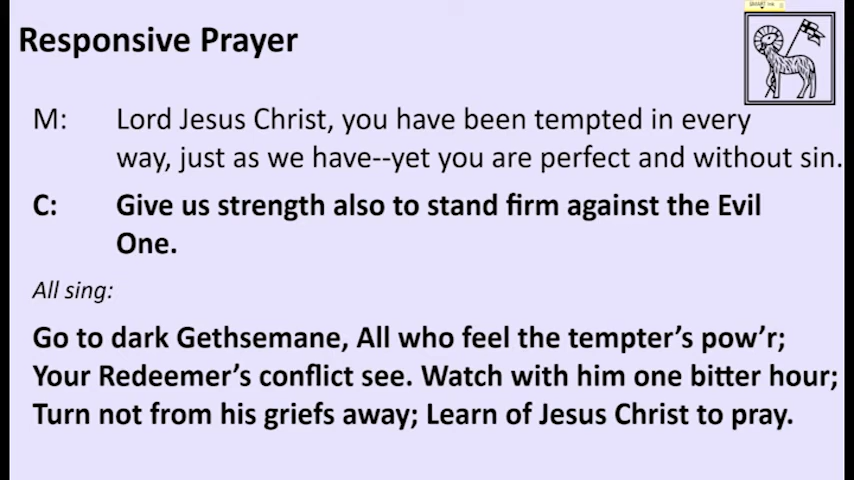 Responsive Prayer
M: Lord Jesus Christ, you have been tempted in every
way, just as we have--yet you are perfect and without sin.
C: Give us strength also to stand firm against the Evil
One.
All sing:
Go to dark Gethsemane, All who feel the tempter's pow'r;
Your Redeemer's conflict see. Watch with him one bitter hour;
Turn not from his griefs away; Learn of Jesus Christ to pray.